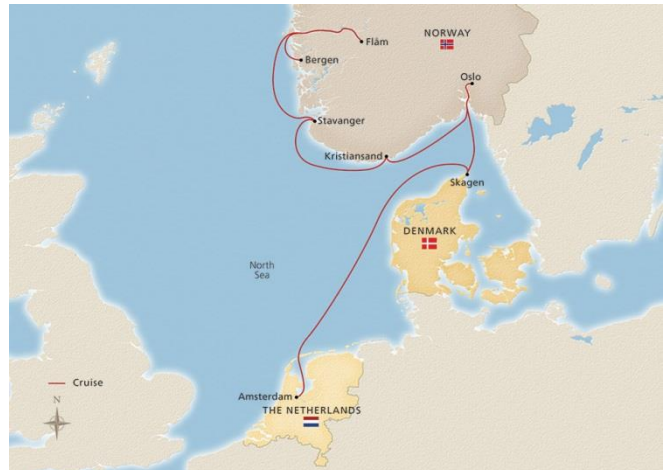 NORWAY
Flåm
Bergen
Oslo
Stavanger
Kristiansand
Skagen
DENMARK
North
Sea
Cruise
Amsterdam
THE NETHERLANDS
N